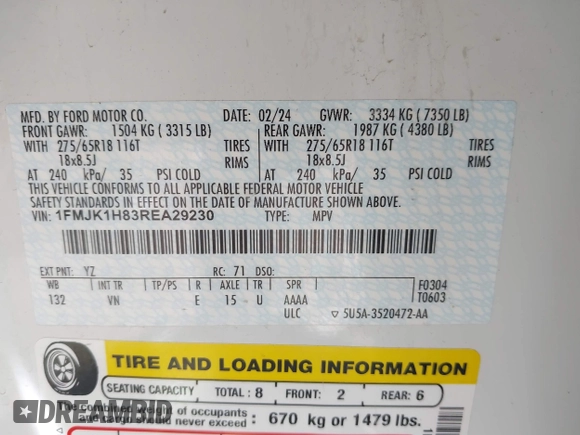 MFD. BY FORD MOTOR CO. DATE: 02/24 GVWR: 3334 KG ( 7350 LB)
FRONT GAWR: 1504 KG ( 3315 LB) REAR GAWR: 1987 KG ( 4380 LB)
WITH 275/65R18 116T TIRES WITH 275/65R18 116T TIRES
18x8.5J RIMS 18x8.5J RIMS
AT 240 kPa/ 35 PSI COLD AT 240 kPa/ 35 PSI COLD
THIS VEHICLE CONFORMS TO ALL APPLICABLE FEDERAL MOTOR VEHICLE
SAFETY STANDARDS IN EFFECT ON THE DATE OF MANUFACTURE SHOWN ABOVE.
VIN: 1FMJK1H83REA29230 TYPE: MPV
EXT PNT: YZ RC: 71 DSO:
WB INT TR TP/PS R AXLE TR SPR F0304
132 VN E 15 U AAAA T0603
ULC ▽ 5U5A-3520472-AA
TIRE AND LOADING INFORMATION
SEATING CAPACITY TOTAL : 8 FRONT: 2 REAR: 6
The combined weight of occupants
and cargo should never exceed : 670 kg or 1479 lbs.
DREAMBID